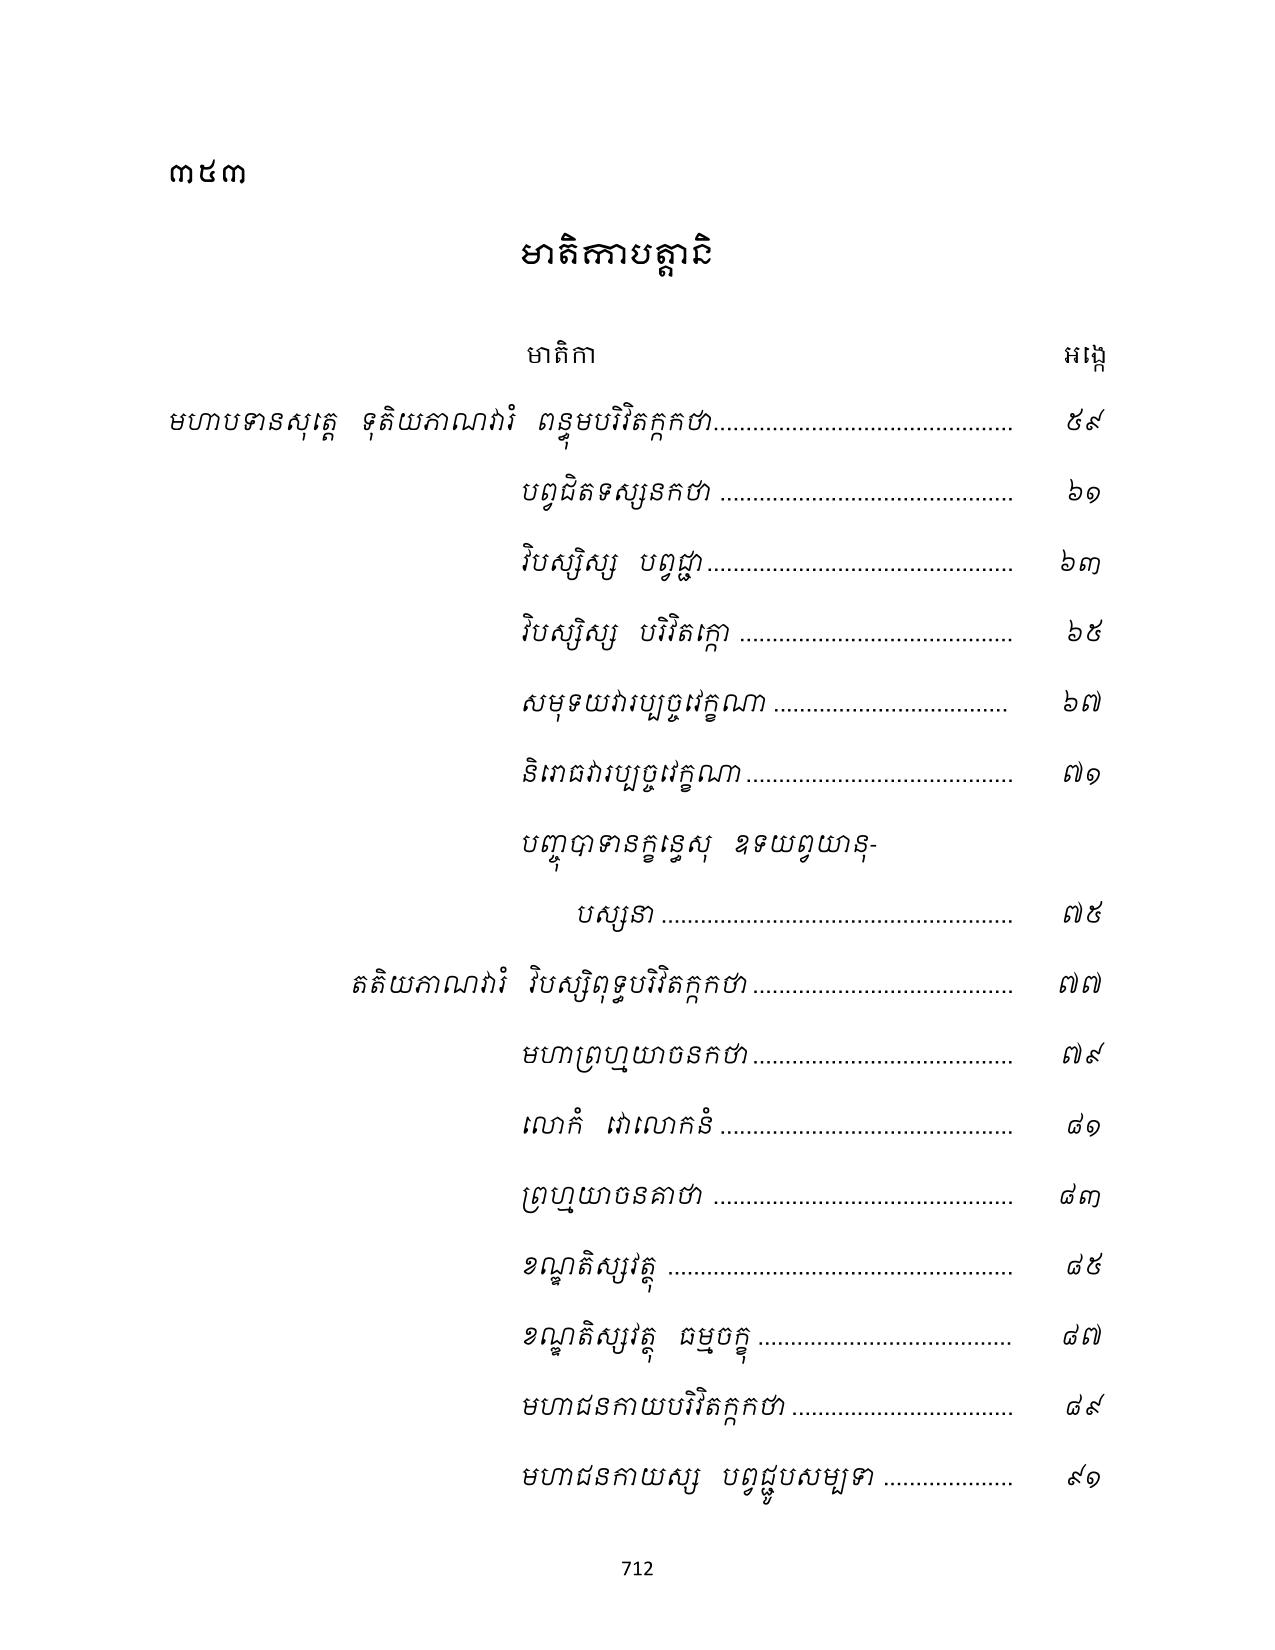 ៣៥៣
មាតិកាបត្តានិ
មាតិកា អង្កេ
មហាបទានសុត្តេ ទុតិយភាណវារំ ពន្ធុមបរិវិតក្កកថា.............................................. ៥៩
បព្វជិតទស្សនកថា ............................................. ៦១
វិបស្សិស្ស បព្វជ្ជា............................................... ៦៣
វិបស្សិស្ស បរិវិតក្កោ .......................................... ៦៥
សមុទយវារប្បច្ចវេក្ខណា .................................... ៦៧
និរោធវារប្បច្ចវេក្ខណា......................................... ៧១
បញ្ចុបាទានក្ខន្ធេសុ ឧទយព្វយានុ-
បស្សនា ...................................................... ៧៥
តតិយភាណវារំ វិបស្សិពុទ្ធបរិវិតក្កកថា........................................ ៧៧
មហាព្រហ្មយាចនកថា........................................ ៧៩
លោកំ វោលោកនំ............................................. ៨១
ព្រហ្មយាចនគាថា .............................................. ៨៣
ខណ្ឌតិស្សវត្ថុ ..................................................... ៨៥
ខណ្ឌតិស្សវត្ថុ ធម្មចក្ខុ ....................................... ៨៧
មហាជនកាយបរិវិតក្កកថា .................................. ៨៩
មហាជនកាយស្ស បព្វជ្ជូបសម្បទា .................... ៩១
712